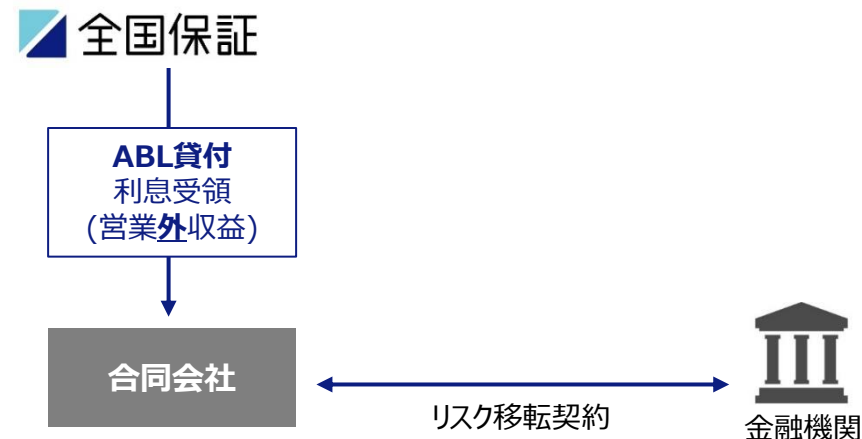 全国保証
ABL貸付
利息受領
(営業外収益)
合同会社
リスク移転契約
金融機関